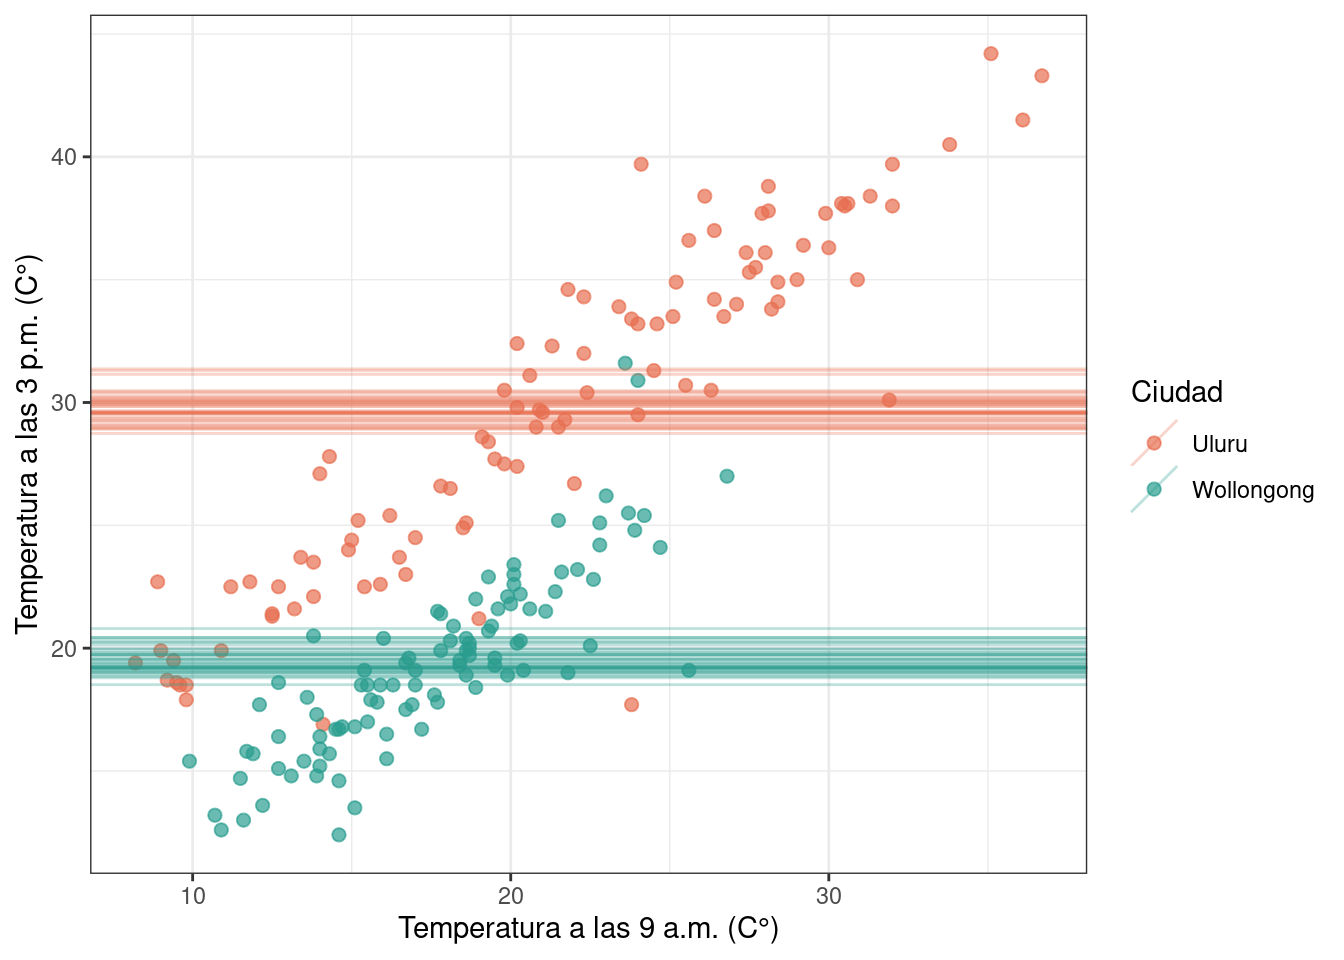 Temperatura a las 3 p.m. (C°)
40
30
20
10
20
30
Temperatura a las 9 a.m. (C°)
Ciudad
Uluru
Wollongong